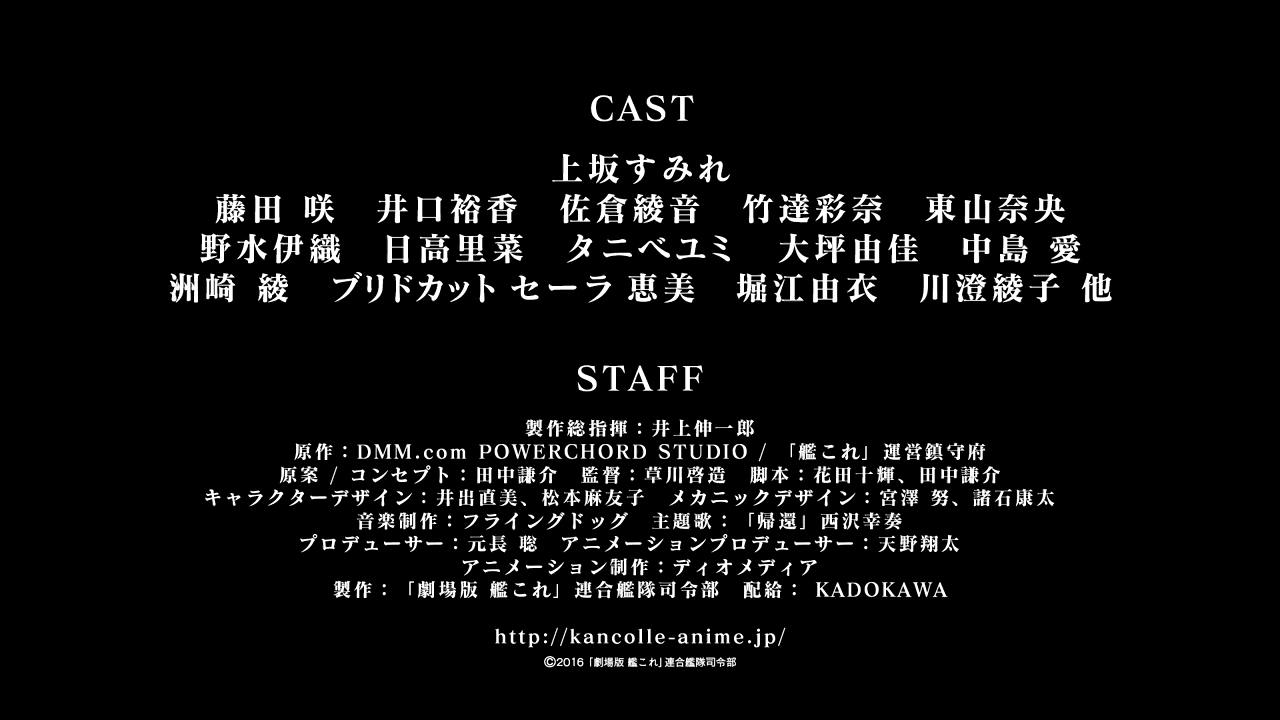 CAST
上坂すみれ
藤田 咲　井口裕香　佐倉綾音　竹達彩奈　東山奈央
野水伊織　日高里菜　タニベユミ　大坪由佳　中島 愛
洲崎 綾　ブリドカット セーラ 恵美　堀江由衣　川澄綾子 他
STAFF
製作総指揮：井上伸一郎
原作：DMM.com POWERCHORD STUDIO / 「艦これ」運営鎮守府
原案 / コンセプト：田中謙介　監督：草川啓造　脚本：花田十輝、田中謙介
キャラクターデザイン：井出直美、松本麻友子　メカニックデザイン：宮澤 努、諸石康太
音楽制作：フライングドッグ　主題歌：「帰還」西沢幸奏
プロデューサー：元長 聡　アニメーションプロデューサー：天野翔太
アニメーション制作：ディオメディア
製作：「劇場版 艦これ」連合艦隊司令部　配給： KADOKAWA
http://kancolle-anime.jp/
©2016「劇場版 艦これ」連合艦隊司令部